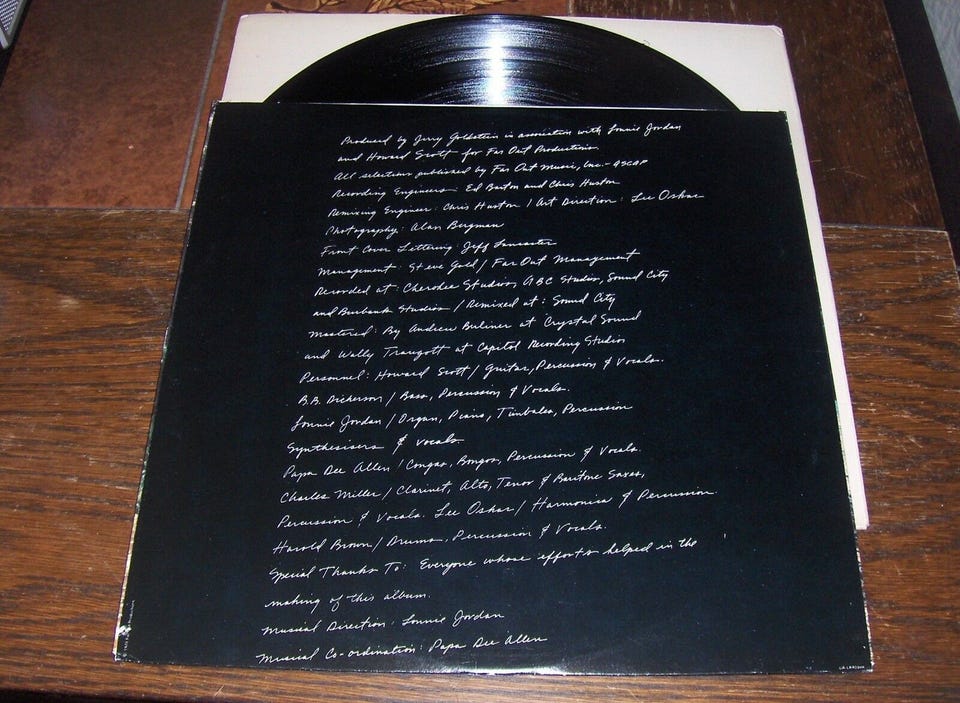 Produced by Jerry Goldstein in association with Lonnie Jordan
and Howard Scott for Far Out Productions
All selections published by Far Out Music, Inc. - ASCAP
Recording Engineers: Ed Barton and Chris Huston
Remixing Engineer: Chris Huston / Art Direction: Lee Oskar
Photography: Alan Bergman
Front Cover Lettering: Jeff Lancaster
Management: Steve Gold / Far Out Management
Recorded at: Cherokee Studios, ABC Studios, Sound City
and Burbank Studios / Remixed at: Sound City
Mastered: By Andrew Berliner at Crystal Sound
and Wally Traugott at Capitol Recording Studios
Personnel: Howard Scott / Guitar, Percussion & Vocals.
B.B. Dickerson / Bass, Percussion & Vocals.
Lonnie Jordan / Organ, Piano, Timbales, Percussion
Synthesisers & Vocals
Papa Dee Allen / Congas, Bongos, Percussion & Vocals.
Charles Miller / Clarinet, Alto, Tenor & Baritone Saxes,
Percussion & Vocals. Lee Oskar / Harmonica & Percussion.
Harold Brown / Drums, Percussion & Vocals.
Special Thanks To: Everyone whose efforts helped in the
making of this album.
Musical Direction: Lonnie Jordan
Musical Co-ordination: Papa Dee Allen